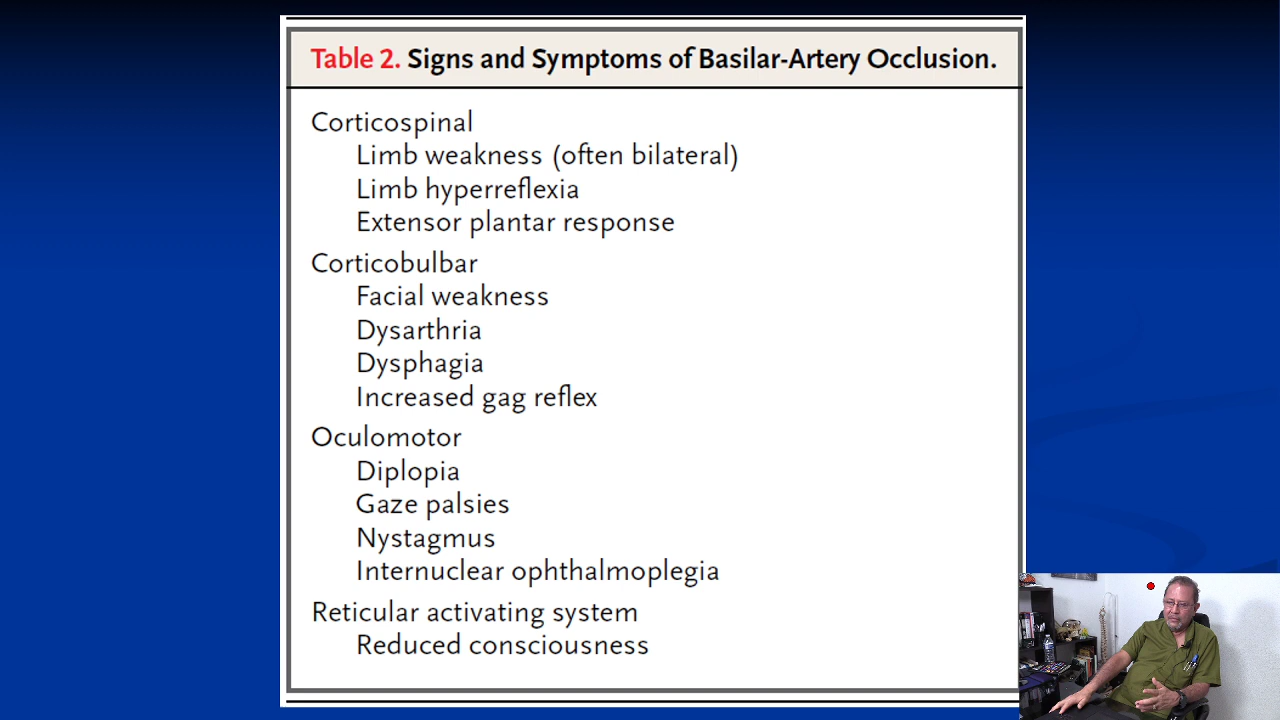 Table 2. Signs and Symptoms of Basilar-Artery Occlusion.
Corticospinal
Limb weakness (often bilateral)
Limb hyperreflexia
Extensor plantar response
Corticobulbar
Facial weakness
Dysarthria
Dysphagia
Increased gag reflex
Oculomotor
Diplopia
Gaze palsies
Nystagmus
Internuclear ophthalmoplegia
Reticular activating system
Reduced consciousness